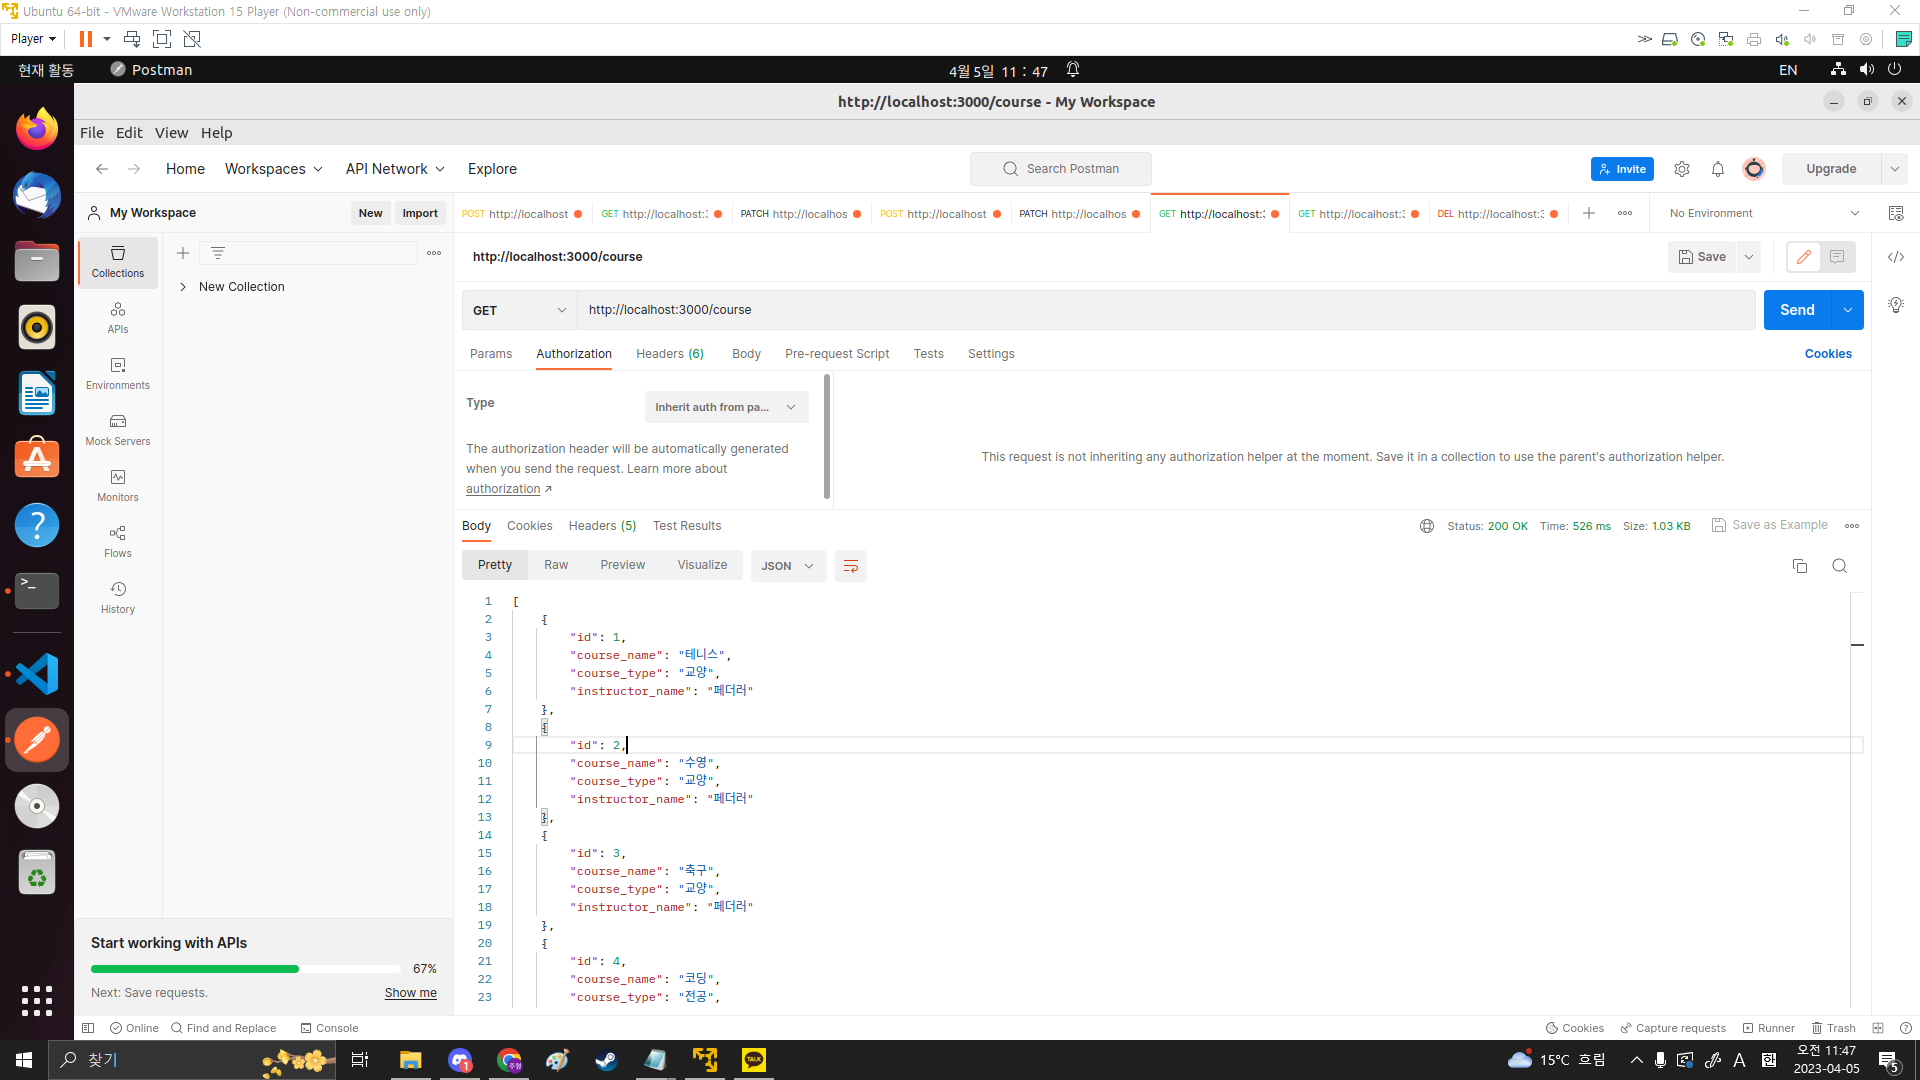 Ubuntu 64-bit - VMware Workstation 15 Player (Non-commercial use only)
Player
현재 활동
Postman
4월 5일 11 : 47
EN
http://localhost:3000/course - My Workspace
File Edit View Help
Home Workspaces API Network Explore
Search Postman
Invite
Upgrade
My Workspace
New Import
POST http://localhost
GET http://localhost:3
PATCH http://localhos
POST http://localhost
PATCH http://localhos
GET http://localhost:3
GET http://localhost:3
DEL http://localhost:3
No Environment
Collections
APIs
Environments
Mock Servers
Monitors
Flows
History
New Collection
http://localhost:3000/course
Save
GET http://localhost:3000/course
Send
Params Authorization Headers (6) Body Pre-request Script Tests Settings
Cookies
Type
Inherit auth from pa...
The authorization header will be automatically generated
when you send the request. Learn more about
authorization ↗
This request is not inheriting any authorization helper at the moment. Save it in a collection to use the parent's authorization helper.
Body Cookies Headers (5) Test Results
Status: 200 OK Time: 526 ms Size: 1.03 KB
Save as Example
Pretty Raw Preview Visualize JSON
1 [
2 {
3 "id": 1,
4 "course_name": "테니스",
5 "course_type": "교양",
6 "instructor_name": "페더러"
7 },
8 {
9 "id": 2,
10 "course_name": "수영",
11 "course_type": "교양",
12 "instructor_name": "페더러"
13 },
14 {
15 "id": 3,
16 "course_name": "축구",
17 "course_type": "교양",
18 "instructor_name": "페더러"
19 },
20 {
21 "id": 4,
22 "course_name": "코딩",
23 "course_type": "전공",
Start working with APIs
67%
Next: Save requests.
Show me
Online Find and Replace Console
Cookies Capture requests Runner Trash
찾기
1
주형
TALK
15°C 흐림
A
한
오전 11:47
2023-04-05
5